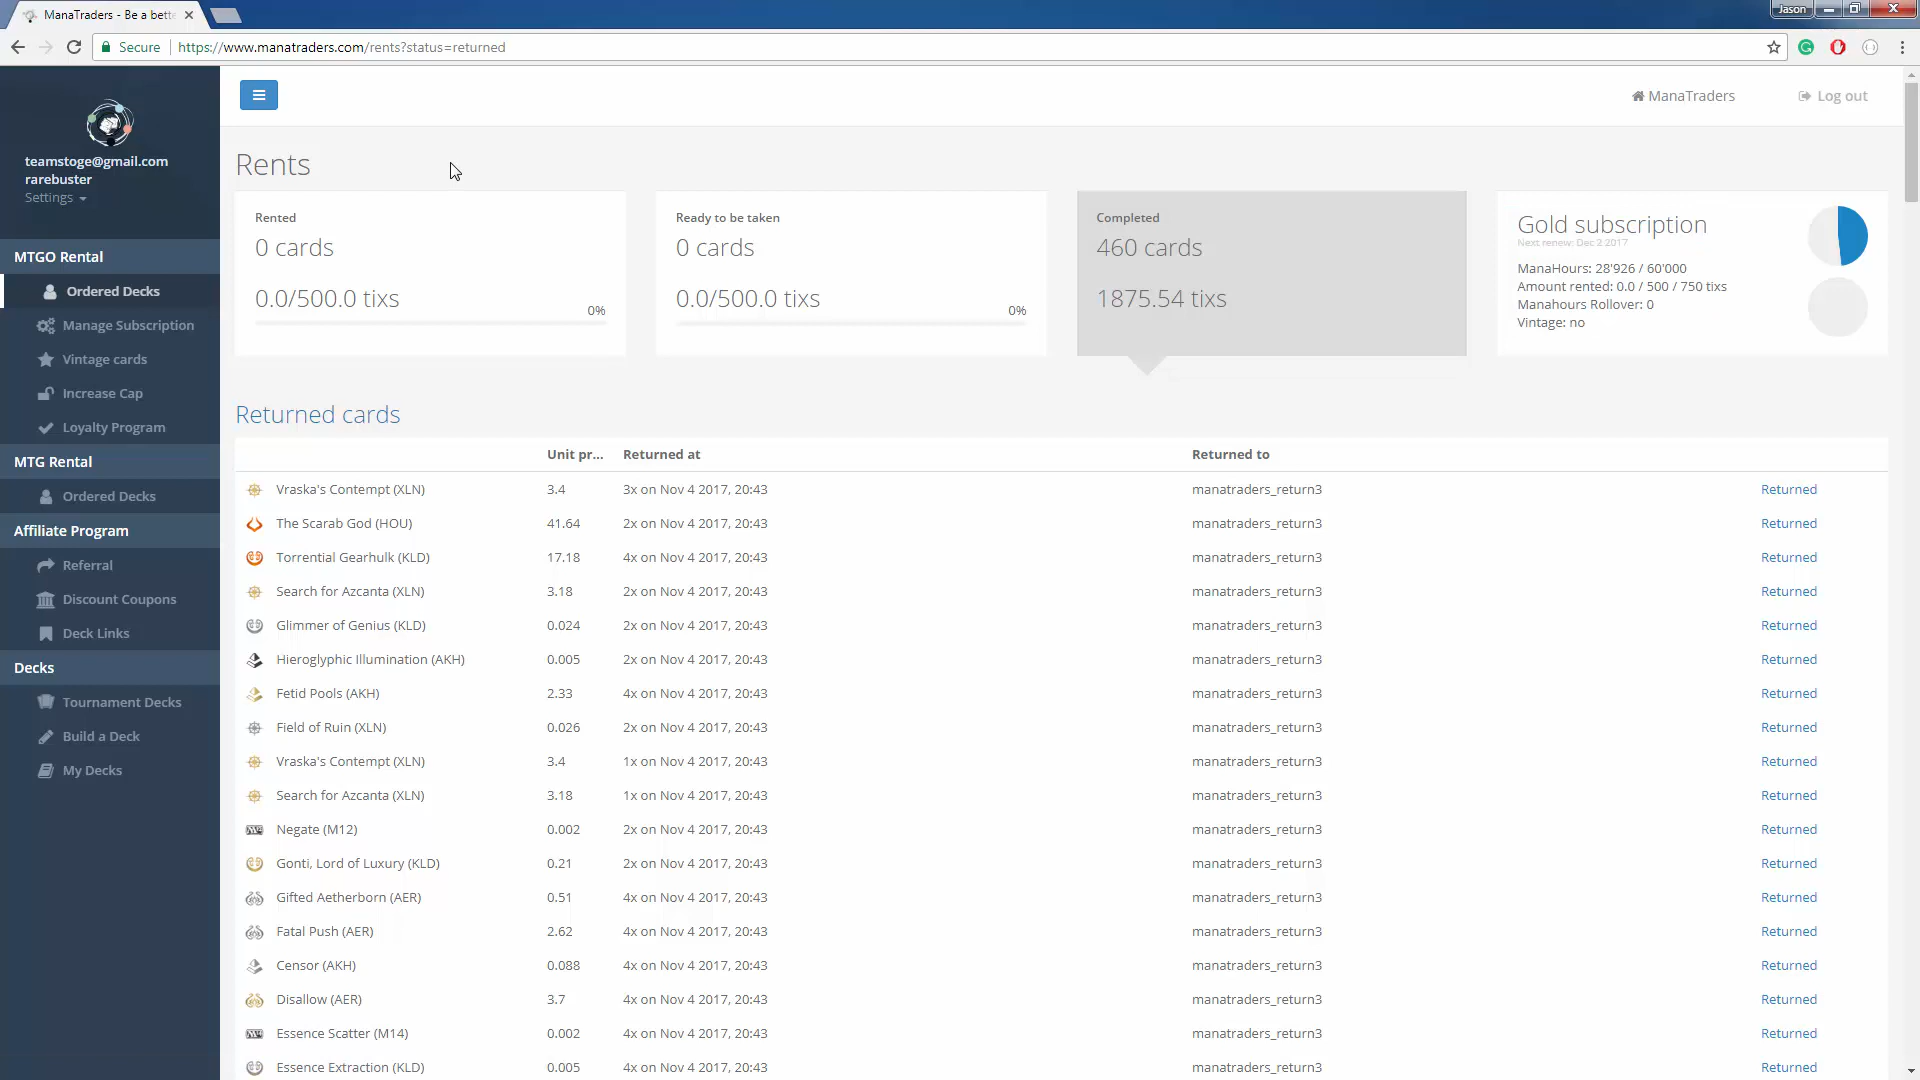 ManaTraders - Be a bette
Jason
Secure https://www.manatraders.com/rents?status=returned
ManaTraders
Log out
teamstoge@gmail.com
rarebuster
Settings
MTGO Rental
Ordered Decks
Manage Subscription
Vintage cards
Increase Cap
Loyalty Program
MTG Rental
Ordered Decks
Affiliate Program
Referral
Discount Coupons
Deck Links
Decks
Tournament Decks
Build a Deck
My Decks
Rents
Rented
0 cards
0.0/500.0 tixs
0%
Ready to be taken
0 cards
0.0/500.0 tixs
0%
Completed
460 cards
1875.54 tixs
Gold subscription
Next renew: Dec 2 2017
ManaHours: 28'926 / 60'000
Amount rented: 0.0 / 500 / 750 tixs
Manahours Rollover: 0
Vintage: no
Returned cards
Unit pr... Returned at Returned to
Vraska's Contempt (XLN) 3.4 3x on Nov 4 2017, 20:43 manatraders_return3 Returned
The Scarab God (HOU) 41.64 2x on Nov 4 2017, 20:43 manatraders_return3 Returned
Torrential Gearhulk (KLD) 17.18 4x on Nov 4 2017, 20:43 manatraders_return3 Returned
Search for Azcanta (XLN) 3.18 2x on Nov 4 2017, 20:43 manatraders_return3 Returned
Glimmer of Genius (KLD) 0.024 2x on Nov 4 2017, 20:43 manatraders_return3 Returned
Hieroglyphic Illumination (AKH) 0.005 2x on Nov 4 2017, 20:43 manatraders_return3 Returned
Fetid Pools (AKH) 2.33 4x on Nov 4 2017, 20:43 manatraders_return3 Returned
Field of Ruin (XLN) 0.026 2x on Nov 4 2017, 20:43 manatraders_return3 Returned
Vraska's Contempt (XLN) 3.4 1x on Nov 4 2017, 20:43 manatraders_return3 Returned
Search for Azcanta (XLN) 3.18 1x on Nov 4 2017, 20:43 manatraders_return3 Returned
Negate (M12) 0.002 2x on Nov 4 2017, 20:43 manatraders_return3 Returned
Gonti, Lord of Luxury (KLD) 0.21 2x on Nov 4 2017, 20:43 manatraders_return3 Returned
Gifted Aetherborn (AER) 0.51 4x on Nov 4 2017, 20:43 manatraders_return3 Returned
Fatal Push (AER) 2.62 4x on Nov 4 2017, 20:43 manatraders_return3 Returned
Censor (AKH) 0.088 4x on Nov 4 2017, 20:43 manatraders_return3 Returned
Disallow (AER) 3.7 4x on Nov 4 2017, 20:43 manatraders_return3 Returned
Essence Scatter (M14) 0.002 4x on Nov 4 2017, 20:43 manatraders_return3 Returned
Essence Extraction (KLD) 0.005 4x on Nov 4 2017, 20:43 manatraders_return3 Returned